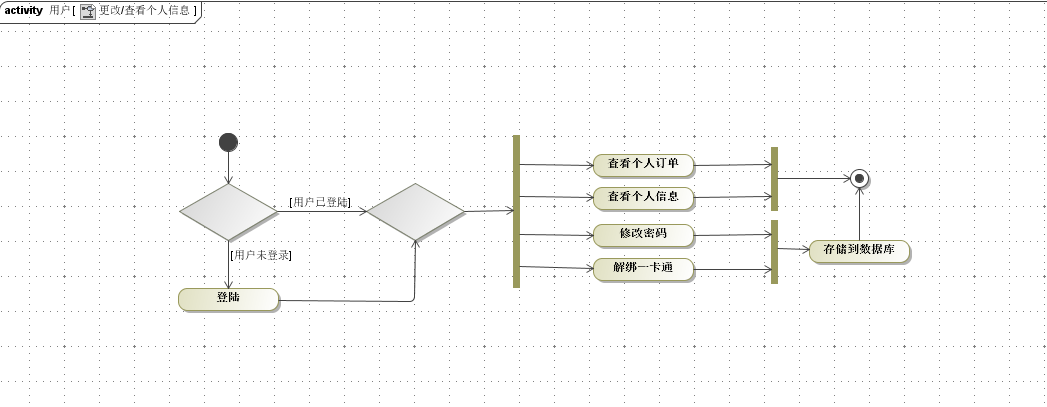 activity 用户[ 更改/查看个人信息 ]
[用户已登陆]
[用户未登录]
登陆
查看个人订单
查看个人信息
修改密码
解绑一卡通
存储到数据库